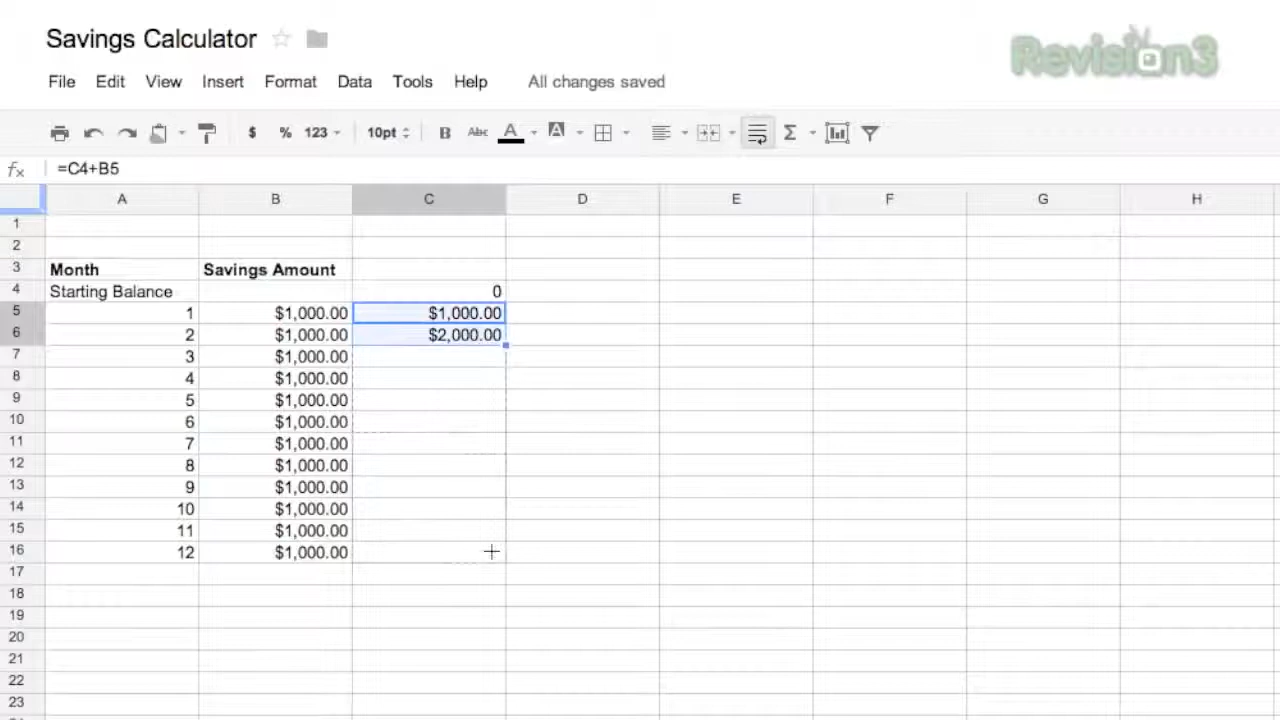 Savings Calculator
Revision3
File Edit View Insert Format Data Tools Help All changes saved
$ % 123 10pt B Abc A A Σ
fx =C4+B5
A B C D E F G H
1
2
3 Month Savings Amount
4 Starting Balance 0
5 1 $1,000.00 $1,000.00
6 2 $1,000.00 $2,000.00
7 3 $1,000.00
8 4 $1,000.00
9 5 $1,000.00
10 6 $1,000.00
11 7 $1,000.00
12 8 $1,000.00
13 9 $1,000.00
14 10 $1,000.00
15 11 $1,000.00
16 12 $1,000.00
17
18
19
20
21
22
23